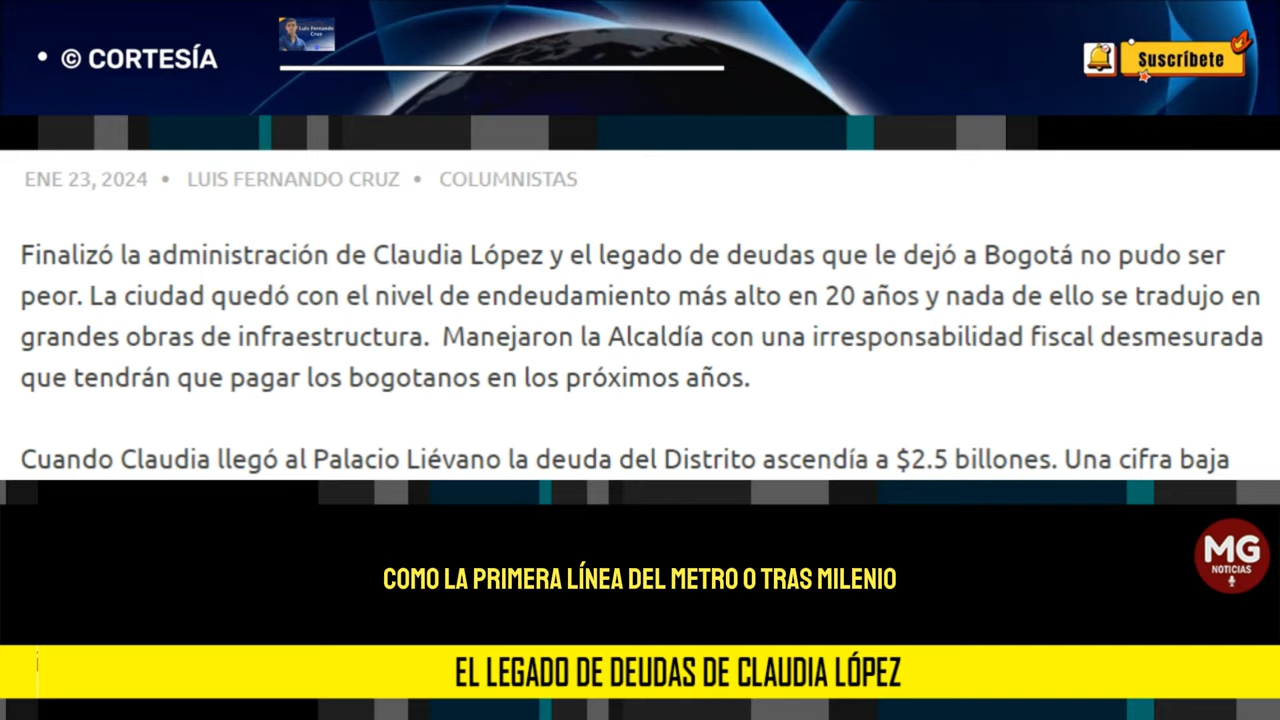 • © CORTESÍA
Luis Fernando
Cruz
Suscríbete
ENE 23, 2024 • LUIS FERNANDO CRUZ • COLUMNISTAS
Finalizó la administración de Claudia López y el legado de deudas que le dejó a Bogotá no pudo ser
peor. La ciudad quedó con el nivel de endeudamiento más alto en 20 años y nada de ello se tradujo en
grandes obras de infraestructura. Manejaron la Alcaldía con una irresponsabilidad fiscal desmesurada
que tendrán que pagar los bogotanos en los próximos años.
Cuando Claudia llegó al Palacio Liévano la deuda del Distrito ascendía a $2.5 billones. Una cifra baja
MG
NOTICIAS
COMO LA PRIMERA LÍNEA DEL METRO O TRAS MILENIO
EL LEGADO DE DEUDAS DE CLAUDIA LÓPEZ